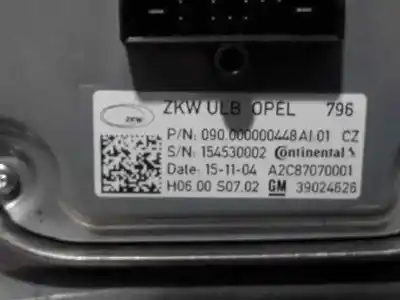 ZKW ULB OPEL 796
ZKW
P/N: 090.000000448AI.01 CZ
S/N: 154530002 Continental
Date: 15-11-04 A2C87070001
H06.00 S07.02 GM 39024626